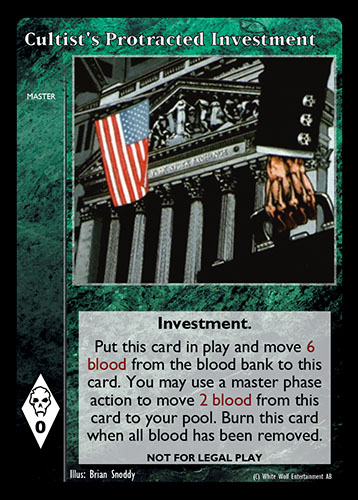 Cultist's Protracted Investment
MASTER
Investment.
Put this card in play and move 6
blood from the blood bank to this
card. You may use a master phase
action to move 2 blood from this
card to your pool. Burn this card
when all blood has been removed.
NOT FOR LEGAL PLAY
0
Illus: Brian Snoddy
(C) White Wolf Entertainment AB